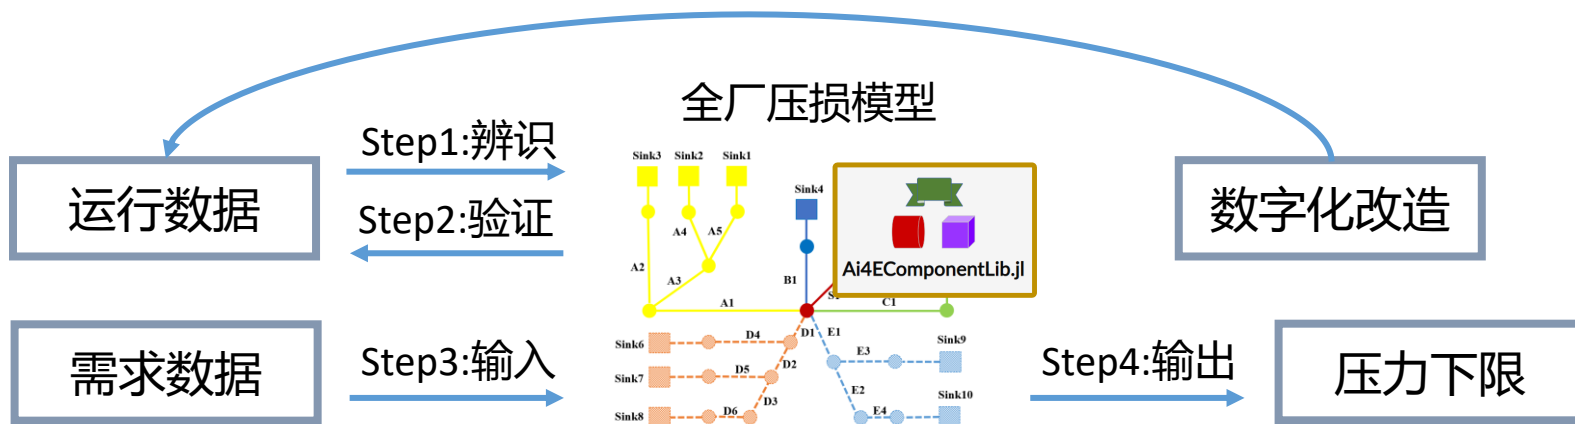 全厂压损模型
Step1:辨识
运行数据
Step2:验证
数字化改造
Sink3 Sink2 Sink1
Sink4
A4 A5
A2
A3
B1
A1
C1
Ai4EComponentLib.jl
需求数据
Step3:输入
Sink6
D4
D1
E1
Sink7
D5
D2
E3
Sink9
Sink8
D6
D3
E2
E4
Sink10
Step4:输出
压力下限